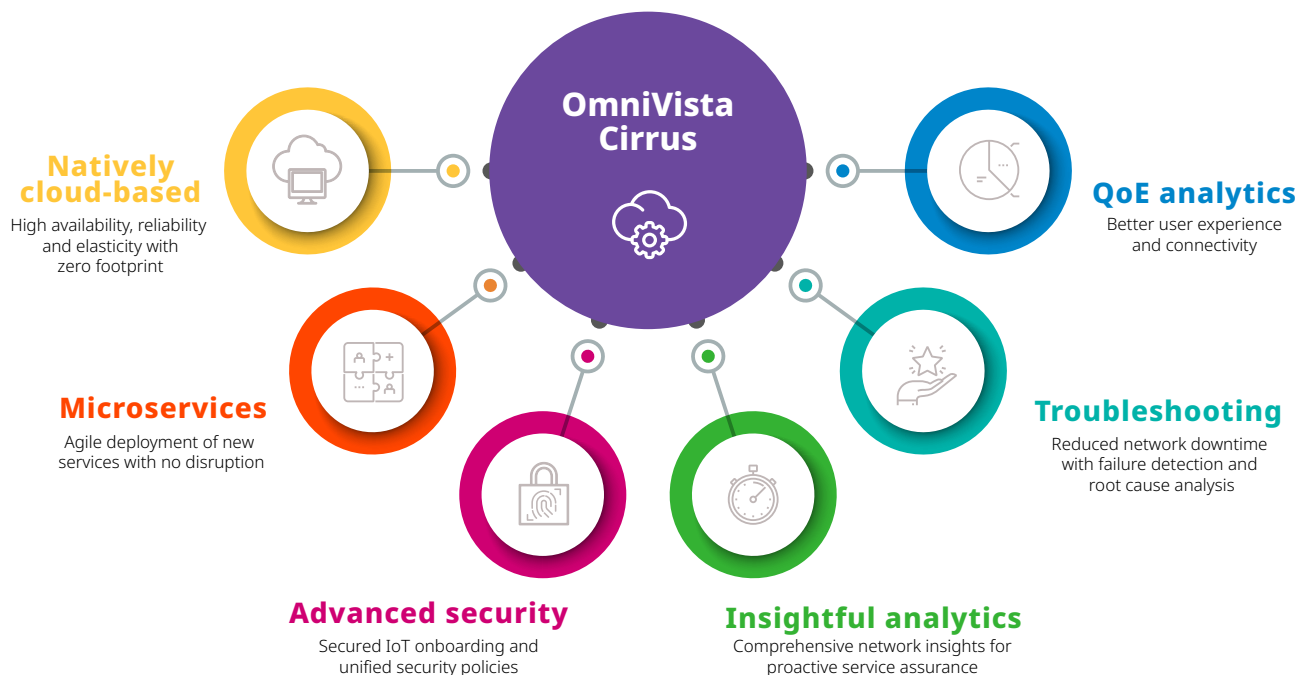 OmniVista
Cirrus
Natively
cloud-based
High availability, reliability
and elasticity with
zero footprint
QoE analytics
Better user experience
and connectivity
Microservices
Agile deployment of new
services with no disruption
Troubleshooting
Reduced network downtime
with failure detection and
root cause analysis
Advanced security
Secured IoT onboarding and
unified security policies
Insightful analytics
Comprehensive network insights for
proactive service assurance